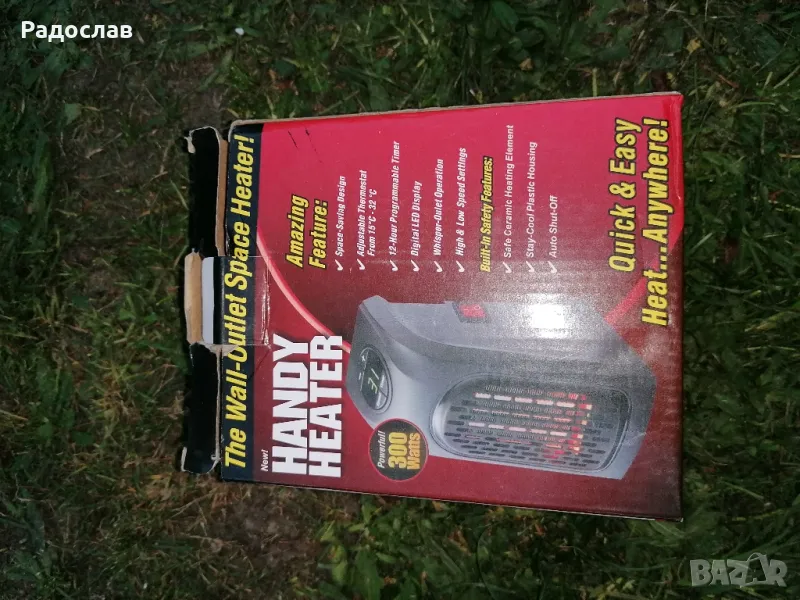 Радослав
The Wall-Outlet Space Heater!
New!
HANDY
HEATER
Powerfull
300
Watts
31
Amazing
Feature:
✓ Space-Saving Design
✓ Adjustable Thermostat
From 15°C - 32 °C
✓ 12-Hour Programmable Timer
✓ Digital LED Display
✓ Whisper-Quiet Operation
✓ High & Low Speed Settings
Built-In Safety Features:
✓ Safe Ceramic Heating Element
✓ Stay-Cool Plastic Housing
✓ Auto Shut-Off
Quick & Easy
Heat...Anywhere!
BAZAR